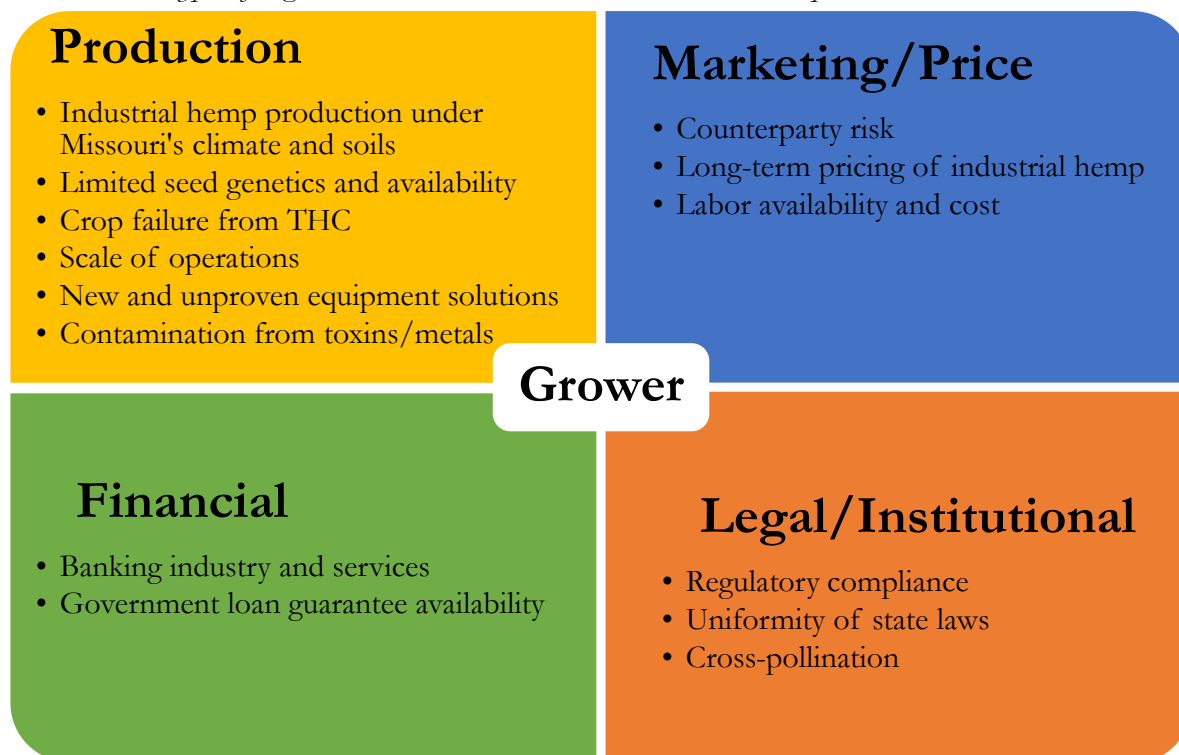 Production
• Industrial hemp production under
Missouri's climate and soils
• Limited seed genetics and availability
• Crop failure from THC
• Scale of operations
• New and unproven equipment solutions
• Contamination from toxins/metals
Marketing/Price
• Counterparty risk
• Long-term pricing of industrial hemp
• Labor availability and cost
Grower
Financial
• Banking industry and services
• Government loan guarantee availability
Legal/Institutional
• Regulatory compliance
• Uniformity of state laws
• Cross-pollination